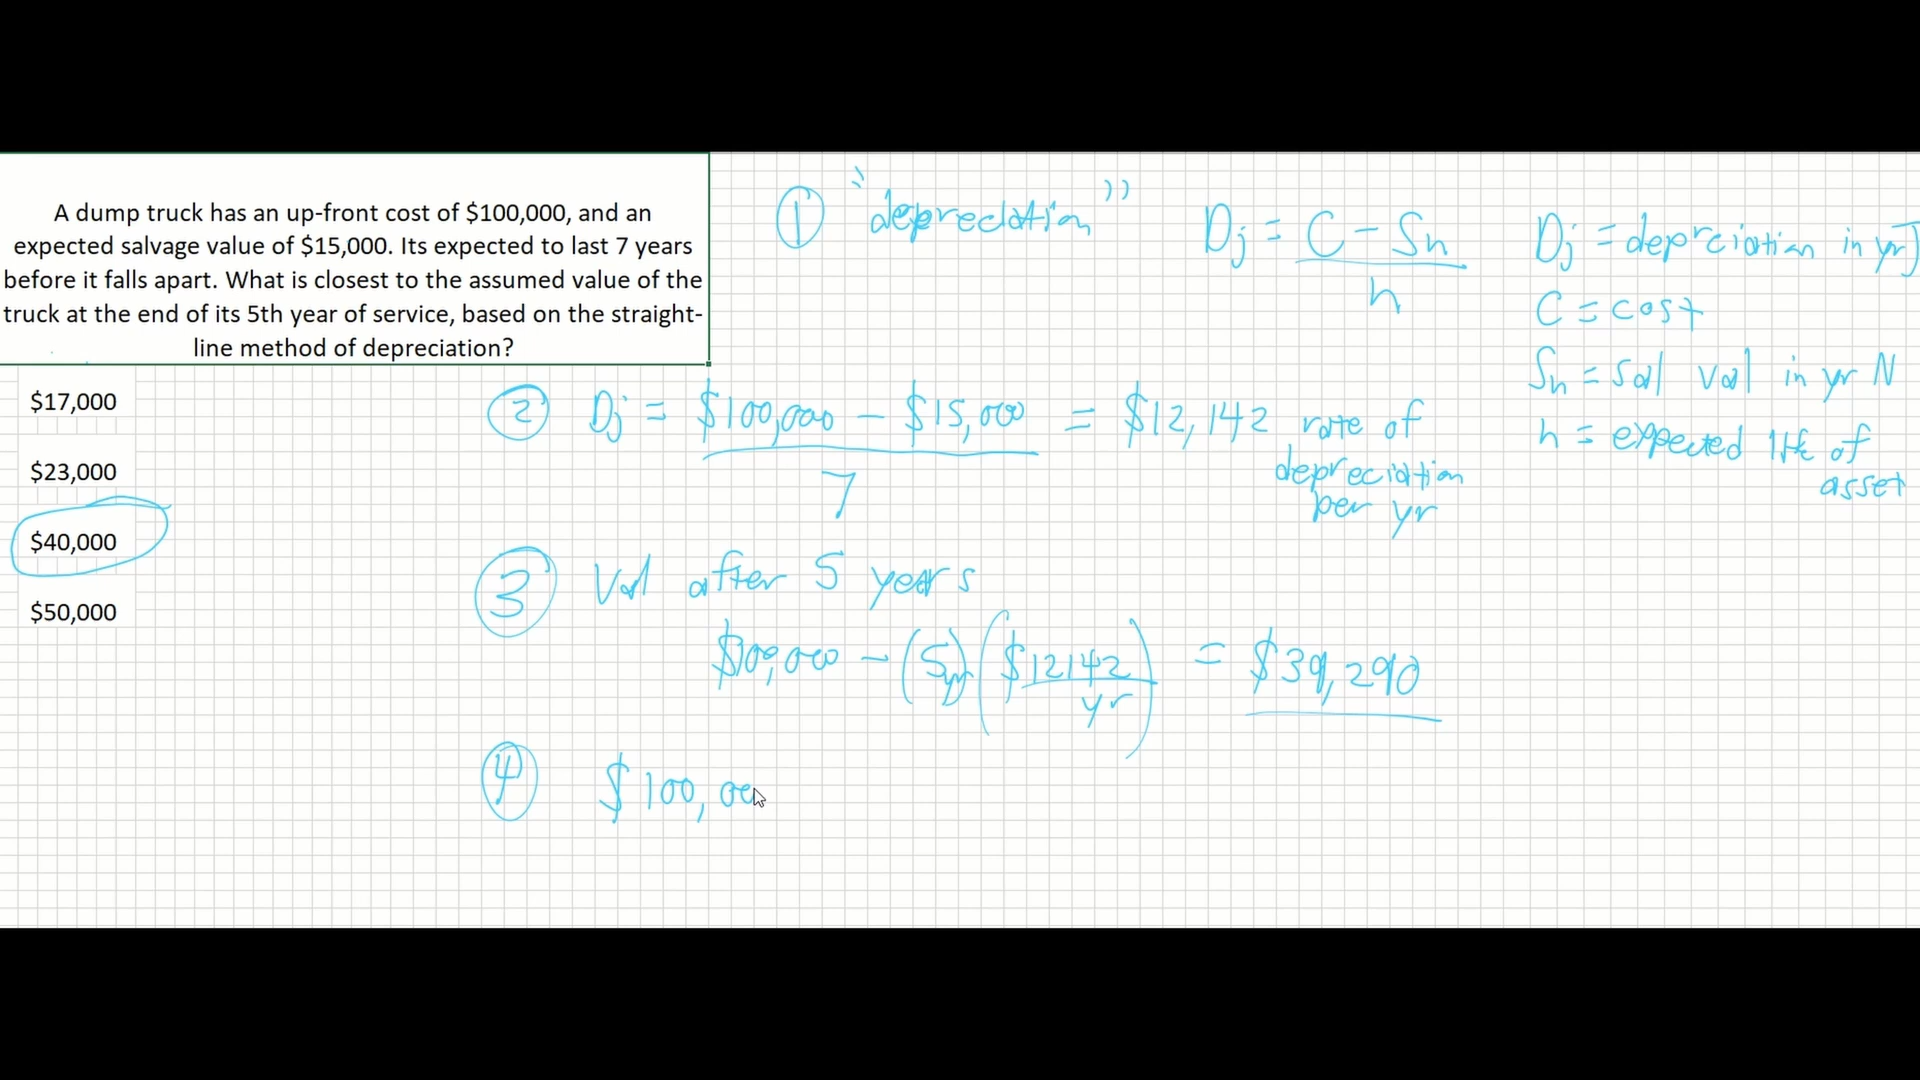 A dump truck has an up-front cost of $100,000, and an
expected salvage value of $15,000. Its expected to last 7 years
before it falls apart. What is closest to the assumed value of the
truck at the end of its 5th year of service, based on the straight-
line method of depreciation?
$17,000
$23,000
$40,000
$50,000
① "depreciation"
Dj = C - Sn
n
Dj = depreciation in yr J
C = cost
Sn = Sal val in yr N
n = expected life of
asset
② Dj = $100,000 - $15,000 = $12,142 rate of
7
depreciation
per yr
③ Val after 5 years
$100,000 - (5yr) ($12142 = $39,290
yr)
④ $100,00